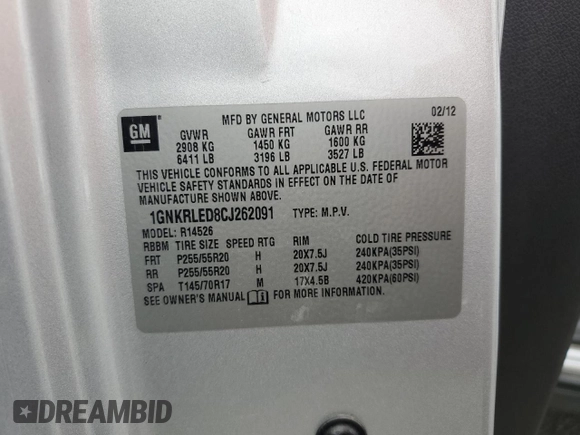 GM
MFD BY GENERAL MOTORS LLC 02/12
GVWR GAWR FRT GAWR RR
2908 KG 1450 KG 1600 KG
6411 LB 3196 LB 3527 LB
THIS VEHICLE CONFORMS TO ALL APPLICABLE U.S. FEDERAL MOTOR
VEHICLE SAFETY STANDARDS IN EFFECT ON THE DATE OF
MANUFACTURE SHOWN ABOVE.
1GNKRLED8CJ262091 TYPE: M.P.V.
MODEL: R14526
RBBM TIRE SIZE SPEED RTG RIM COLD TIRE PRESSURE
FRT P255/55R20 H 20X7.5J 240KPA(35PSI)
RR P255/55R20 H 20X7.5J 240KPA(35PSI)
SPA T145/70R17 M 17X4.5B 420KPA(60PSI)
SEE OWNER'S MANUAL FOR MORE INFORMATION.
DREAMBID